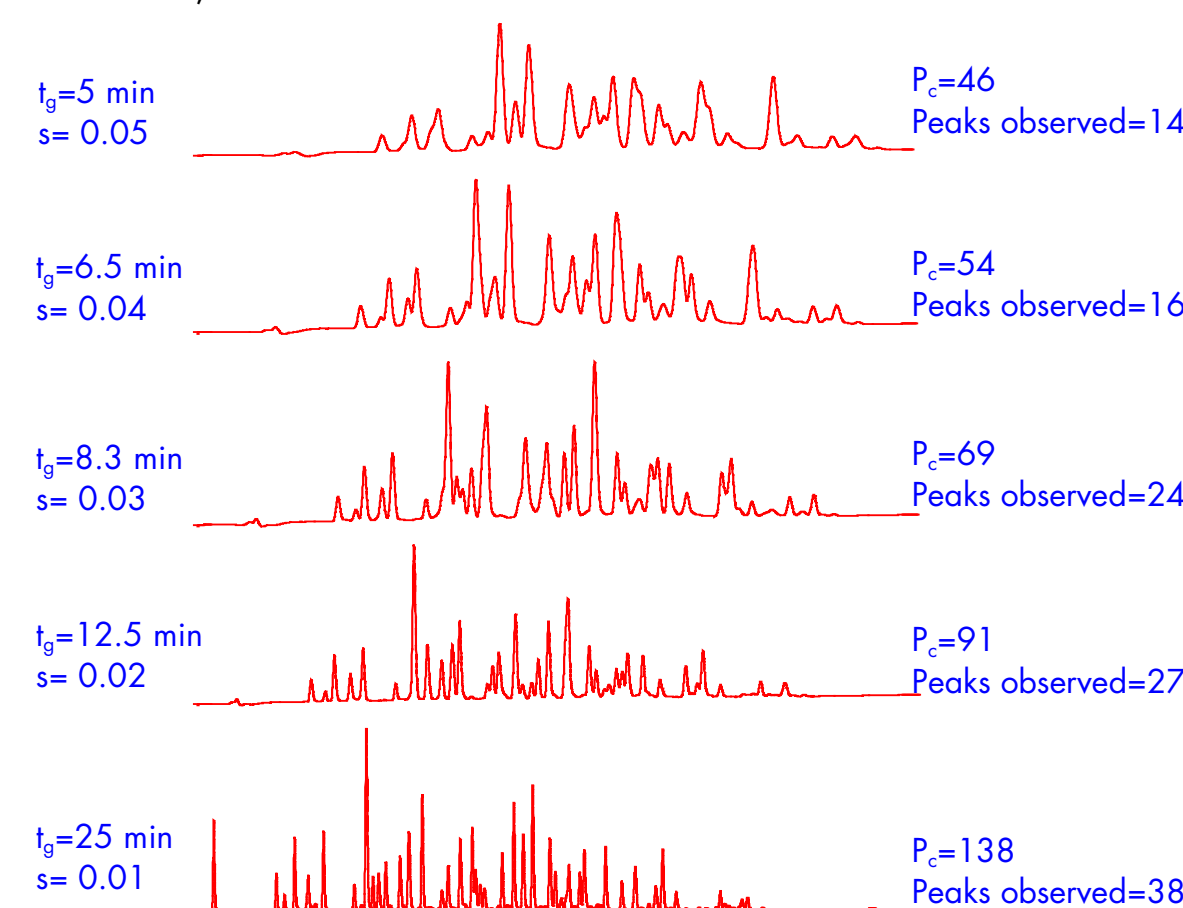 t_g=5 min
s= 0.05
P_c=46
Peaks observed=14
t_g=6.5 min
s= 0.04
P_c=54
Peaks observed=16
t_g=8.3 min
s= 0.03
P_c=69
Peaks observed=24
t_g=12.5 min
s= 0.02
P_c=91
Peaks observed=27
t_g=25 min
s= 0.01
P_c=138
Peaks observed=38